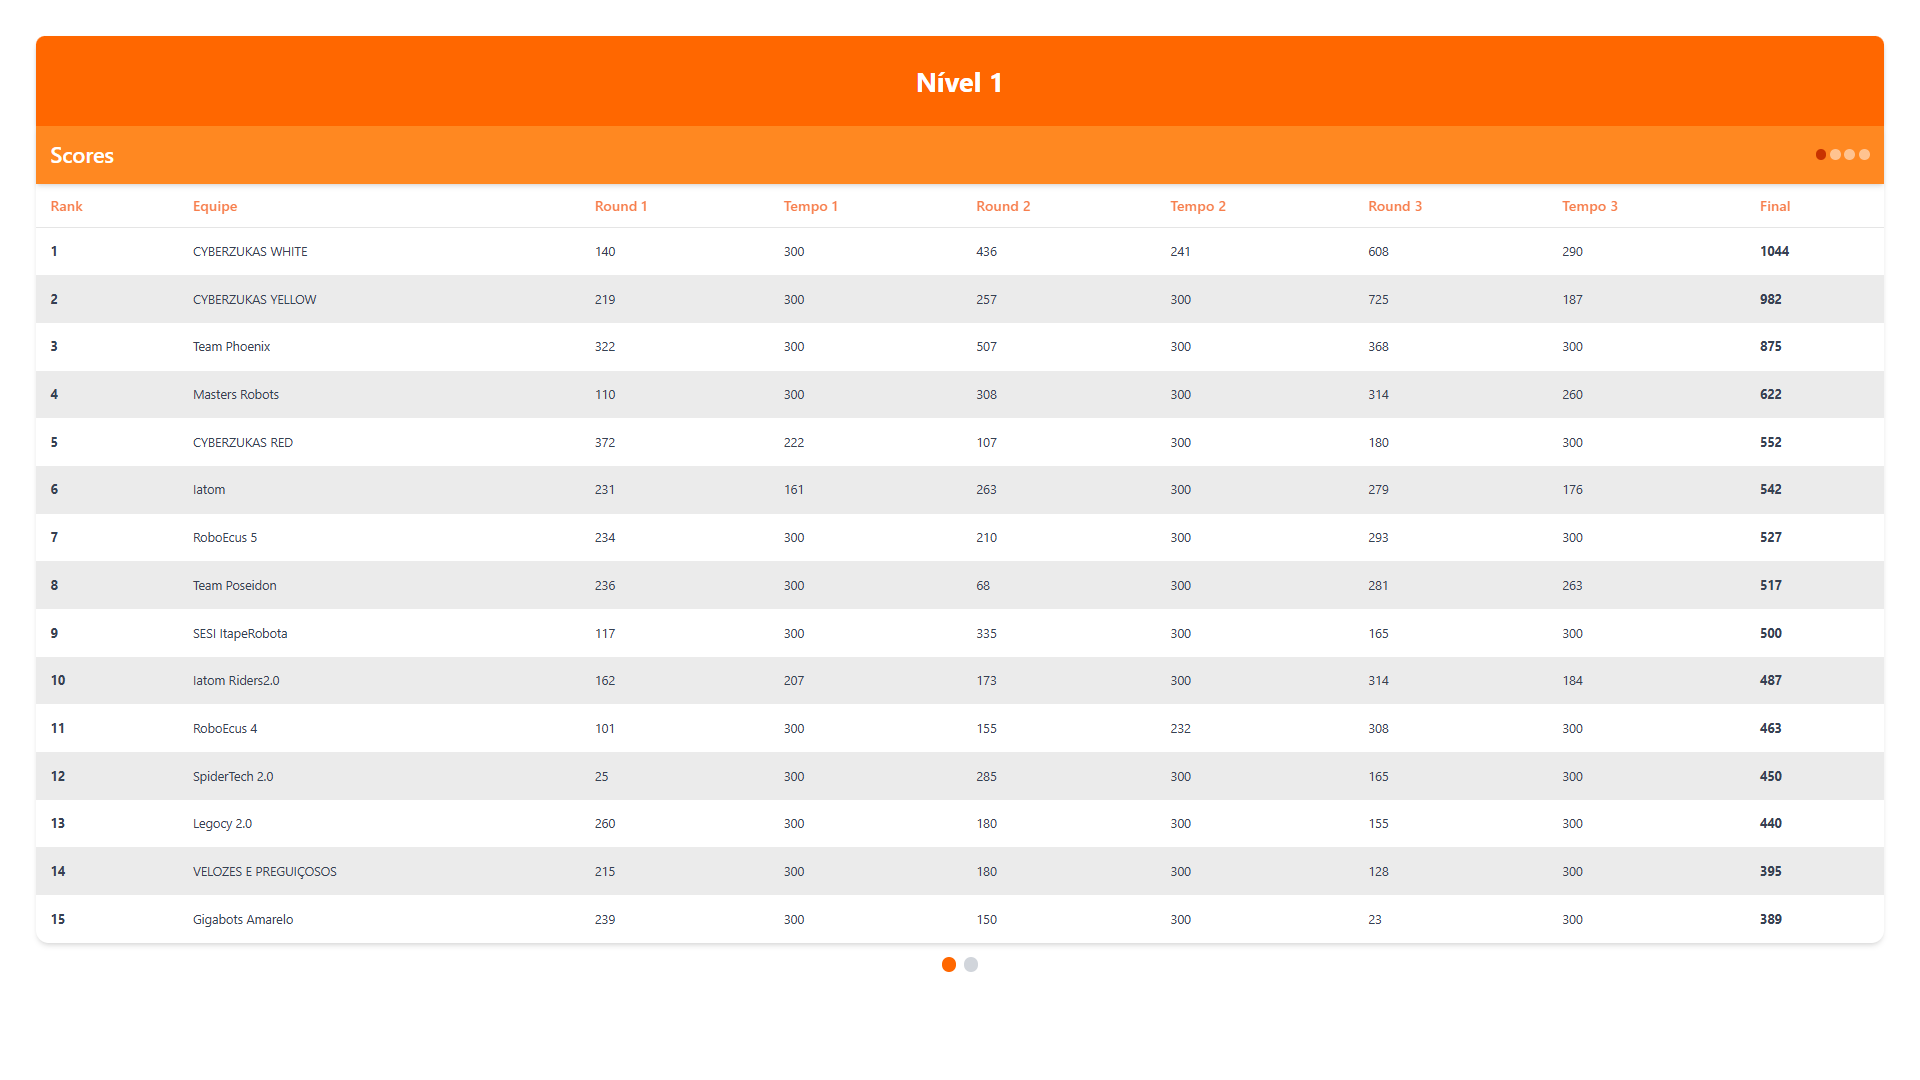 Nível 1
Scores
Rank Equipe Round 1 Tempo 1 Round 2 Tempo 2 Round 3 Tempo 3 Final
1 CYBERZUKAS WHITE 140 300 436 241 608 290 1044
2 CYBERZUKAS YELLOW 219 300 257 300 725 187 982
3 Team Phoenix 322 300 507 300 368 300 875
4 Masters Robots 110 300 308 300 314 260 622
5 CYBERZUKAS RED 372 222 107 300 180 300 552
6 Iatom 231 161 263 300 279 176 542
7 RoboEcus 5 234 300 210 300 293 300 527
8 Team Poseidon 236 300 68 300 281 263 517
9 SESI ItapeRobota 117 300 335 300 165 300 500
10 Iatom Riders2.0 162 207 173 300 314 184 487
11 RoboEcus 4 101 300 155 232 308 300 463
12 SpiderTech 2.0 25 300 285 300 165 300 450
13 Legocy 2.0 260 300 180 300 155 300 440
14 VELOZES E PREGUIÇOSOS 215 300 180 300 128 300 395
15 Gigabots Amarelo 239 300 150 300 23 300 389